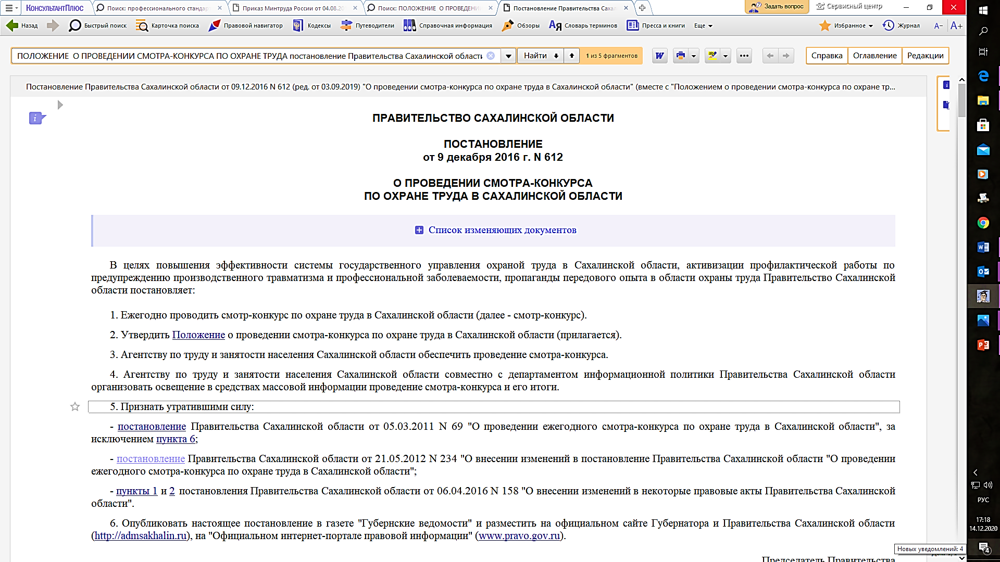 КонсультантПлюс
Поиск: профессионального стандар
Приказ Минтруда России от 04.08.20
Поиск: ПОЛОЖЕНИЕ О ПРОВЕДЕНИ
Постановление Правительства Сахал
Задать вопрос
Сервисный центр
Назад
Быстрый поиск
Карточка поиска
Правовой навигатор
Кодексы
Путеводители
Справочная информация
Обзоры
Словарь терминов
Пресса и книги
Еще
Избранное
Журнал
А−
А+
ПОЛОЖЕНИЕ О ПРОВЕДЕНИИ СМОТРА-КОНКУРСА ПО ОХРАНЕ ТРУДА постановление Правительства Сахалинской области
Найти
1 из 5 фрагментов
Справка
Оглавление
Редакции
Постановление Правительства Сахалинской области от 09.12.2016 N 612 (ред. от 03.09.2019) "О проведении смотра-конкурса по охране труда в Сахалинской области" (вместе с "Положением о проведении смотра-конкурса по охране тр...
ПРАВИТЕЛЬСТВО САХАЛИНСКОЙ ОБЛАСТИ
ПОСТАНОВЛЕНИЕ
от 9 декабря 2016 г. N 612
О ПРОВЕДЕНИИ СМОТРА-КОНКУРСА
ПО ОХРАНЕ ТРУДА В САХАЛИНСКОЙ ОБЛАСТИ
Список изменяющих документов
В целях повышения эффективности системы государственного управления охраной труда в Сахалинской области, активизации профилактической работы по
предупреждению производственного травматизма и профессиональной заболеваемости, пропаганды передового опыта в области охраны труда Правительство Сахалинской
области постановляет:
1. Ежегодно проводить смотр-конкурс по охране труда в Сахалинской области (далее - смотр-конкурс).
2. Утвердить Положение о проведении смотра-конкурса по охране труда в Сахалинской области (прилагается).
3. Агентству по труду и занятости населения Сахалинской области обеспечить проведение смотра-конкурса.
4. Агентству по труду и занятости населения Сахалинской области совместно с департаментом информационной политики Правительства Сахалинской области
организовать освещение в средствах массовой информации проведение смотра-конкурса и его итоги.
5. Признать утратившими силу:
- постановление Правительства Сахалинской области от 05.03.2011 N 69 "О проведении ежегодного смотра-конкурса по охране труда в Сахалинской области", за
исключением пункта 6;
- постановление Правительства Сахалинской области от 21.05.2012 N 234 "О внесении изменений в постановление Правительства Сахалинской области "О проведении
ежегодного смотра-конкурса по охране труда в Сахалинской области";
- пункты 1 и 2 постановления Правительства Сахалинской области от 06.04.2016 N 158 "О внесении изменений в некоторые правовые акты Правительства Сахалинской
области".
6. Опубликовать настоящее постановление в газете "Губернские ведомости" и разместить на официальном сайте Губернатора и Правительства Сахалинской области
(http://admsakhalin.ru), на "Официальном интернет-портале правовой информации" (www.pravo.gov.ru).
Председатель Правительства
РУС
17:18
14.12.2020
Новых уведомлений: 4
4